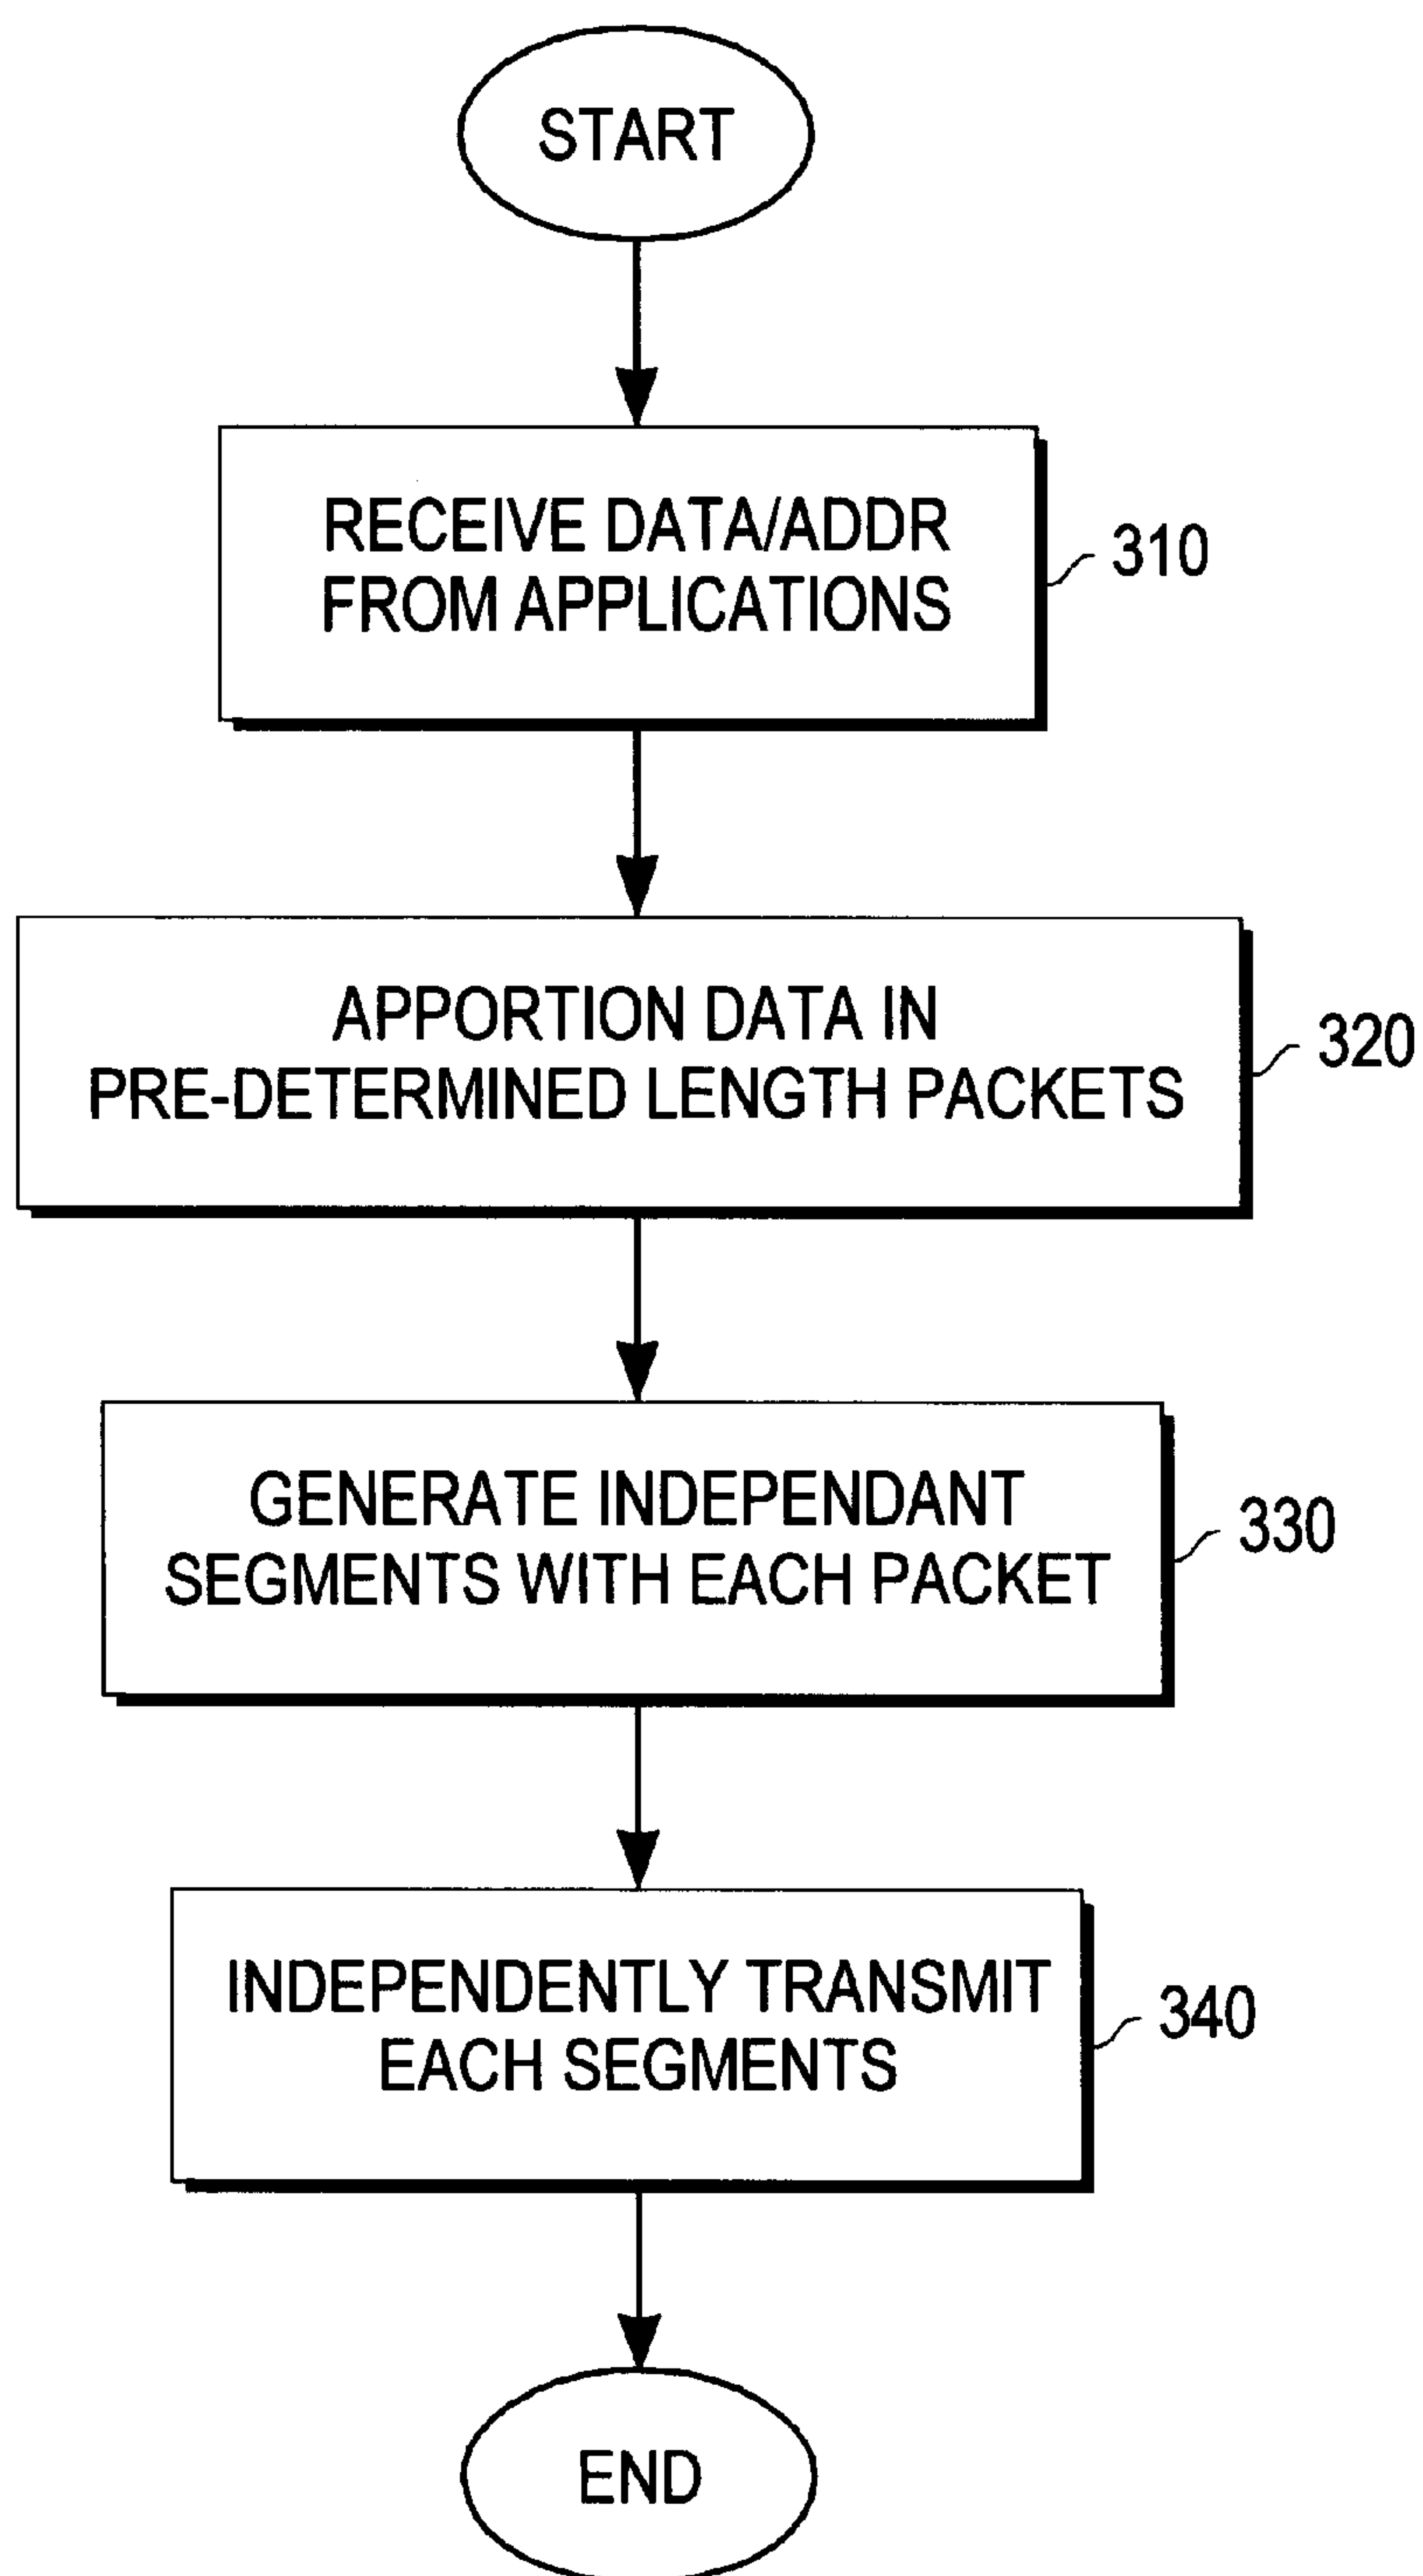 START
RECEIVE DATA/ADDR
FROM APPLICATIONS
310
APPORTION DATA IN
PRE-DETERMINED LENGTH PACKETS
320
GENERATE INDEPENDANT
SEGMENTS WITH EACH PACKET
330
INDEPENDENTLY TRANSMIT
EACH SEGMENTS
340
END